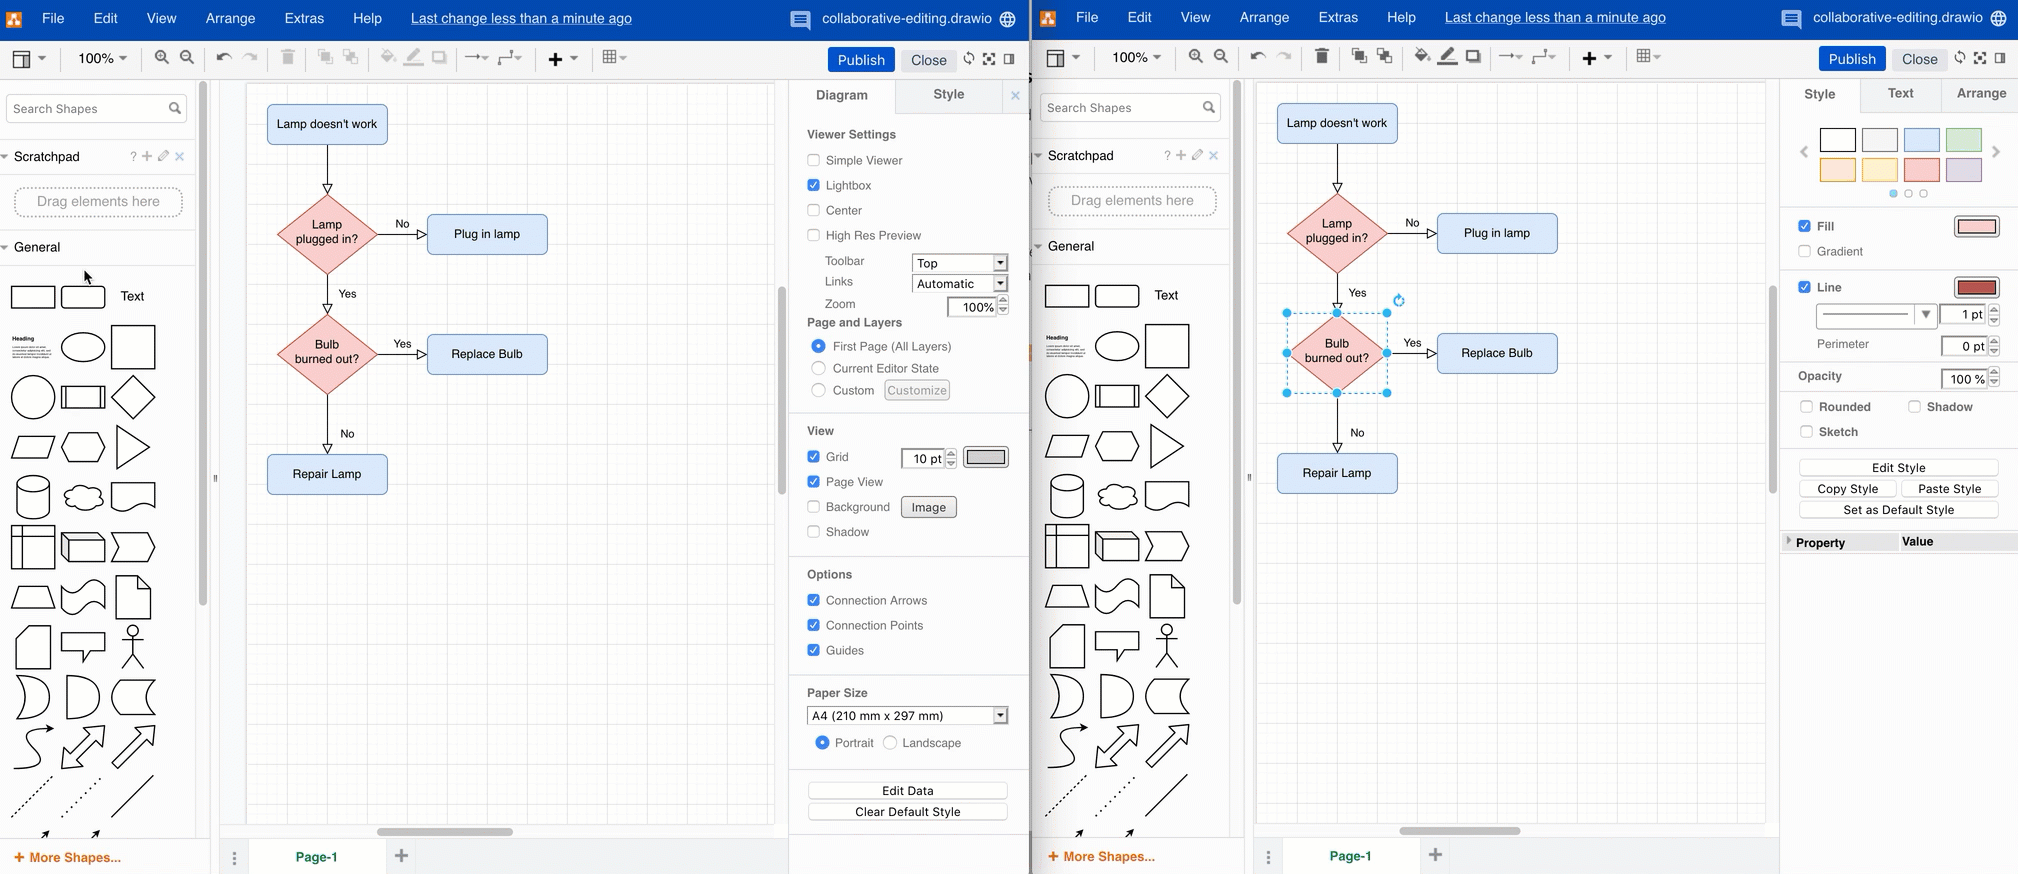 File Edit View Arrange Extras Help Last change less than a minute ago collaborative-editing.drawio
100% Publish Close
Search Shapes
Scratchpad ?
Drag elements here
General
Text
Heading
More Shapes...
Lamp doesn't work
Lamp
plugged in?
No
Plug in lamp
Yes
Bulb
burned out?
Yes
Replace Bulb
No
Repair Lamp
Page-1
Diagram Style
Viewer Settings
Simple Viewer
Lightbox
Center
High Res Preview
Toolbar Top
Links Automatic
Zoom 100%
Page and Layers
First Page (All Layers)
Current Editor State
Custom Customize
View
Grid 10 pt
Page View
Background Image
Shadow
Options
Connection Arrows
Connection Points
Guides
Paper Size
A4 (210 mm x 297 mm)
Portrait Landscape
Edit Data
Clear Default Style
File Edit View Arrange Extras Help Last change less than a minute ago collaborative-editing.drawio
100% Publish Close
Search Shapes
Scratchpad ?
Drag elements here
General
Text
Heading
More Shapes...
Lamp doesn't work
Lamp
plugged in?
No
Plug in lamp
Yes
Bulb
burned out?
Yes
Replace Bulb
No
Repair Lamp
Page-1
Style Text Arrange
Fill
Gradient
Line
1 pt
Perimeter 0 pt
Opacity 100 %
Rounded Shadow
Sketch
Edit Style
Copy Style Paste Style
Set as Default Style
Property Value